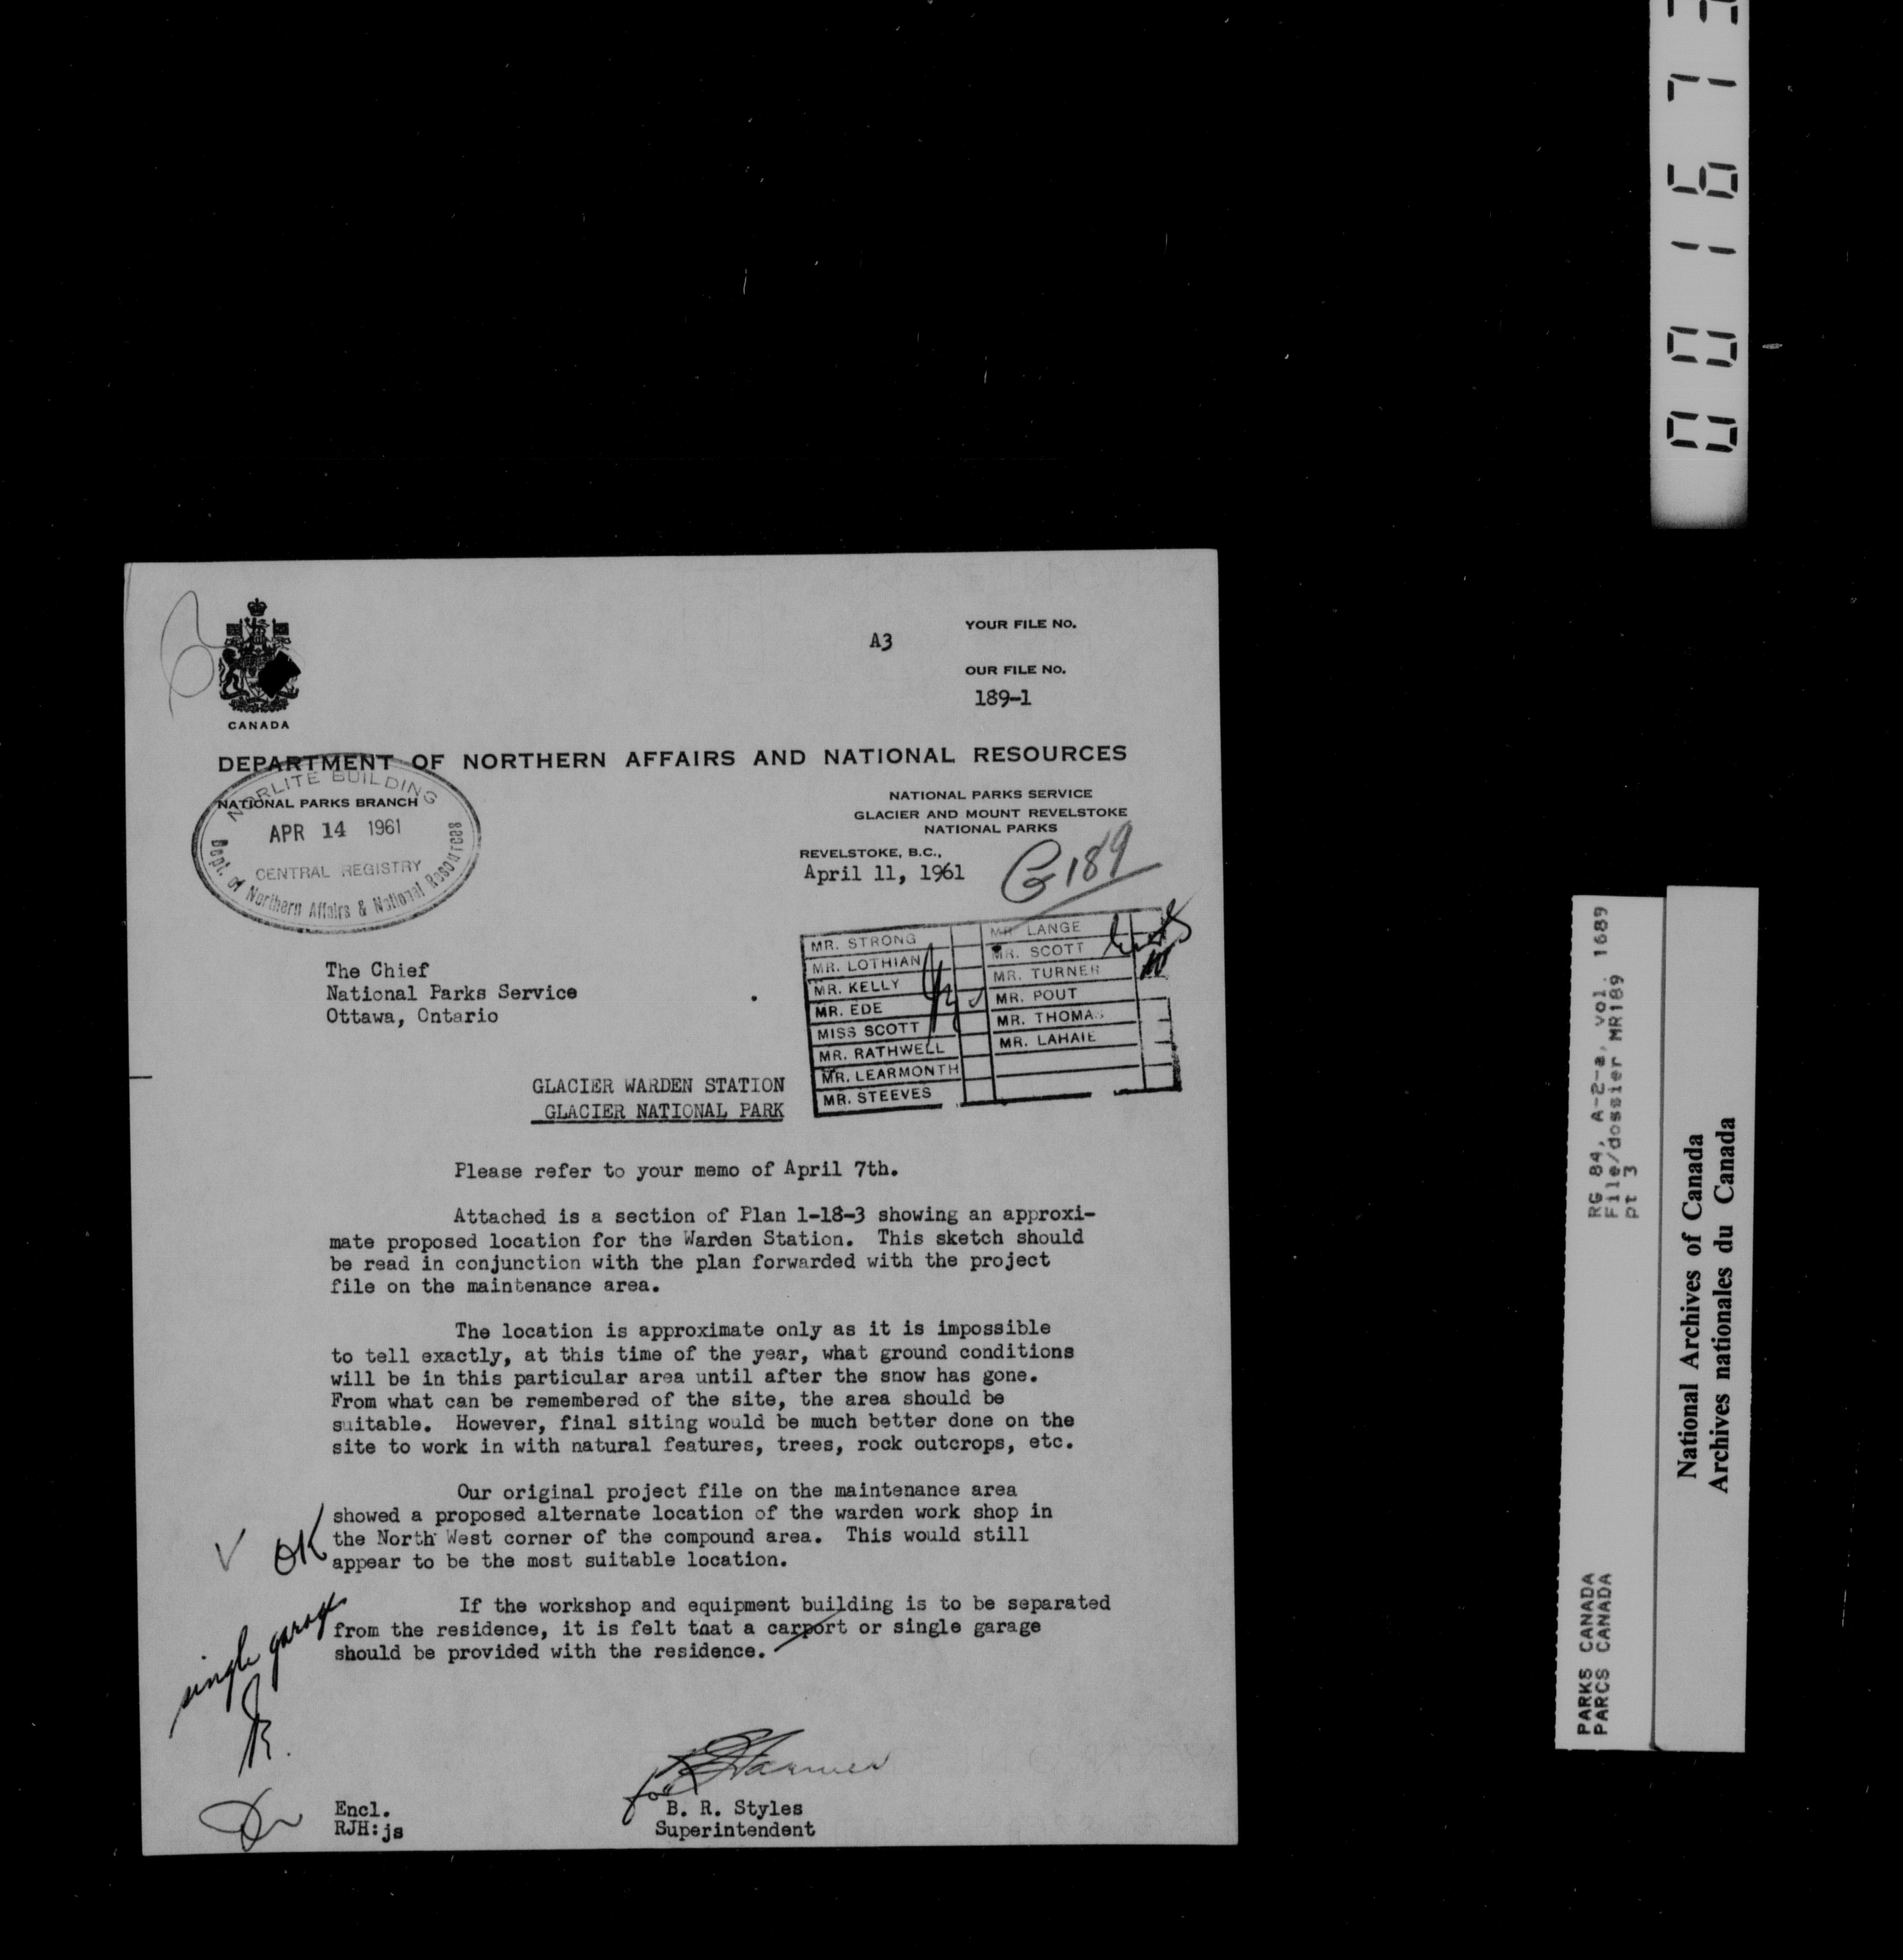 CANADA
A3
YOUR FILE NO.
OUR FILE NO.
189-1
DEPARTMENT OF NORTHERN AFFAIRS AND NATIONAL RESOURCES
NORLITE BUILDING
NATIONAL PARKS BRANCH
APR 14 1961
CENTRAL REGISTRY
Dept. of Northern Affairs & National Resources
NATIONAL PARKS SERVICE
GLACIER AND MOUNT REVELSTOKE
NATIONAL PARKS
REVELSTOKE, B.C.,
April 11, 1961
G189
MR. STRONG
MR. LOTHIAN
MR. KELLY
MR. EDE
MISS SCOTT
MR. RATHWELL
MR. LEARMONTH
MR. STEEVES
MR. LANGE
MR. SCOTT
MR. TURNER
MR. POUT
MR. THOMAS
MR. LAHAIE
The Chief
National Parks Service
Ottawa, Ontario
GLACIER WARDEN STATION
GLACIER NATIONAL PARK
Please refer to your memo of April 7th.
Attached is a section of Plan 1-18-3 showing an approxi-
mate proposed location for the Warden Station. This sketch should
be read in conjunction with the plan forwarded with the project
file on the maintenance area.
The location is approximate only as it is impossible
to tell exactly, at this time of the year, what ground conditions
will be in this particular area until after the snow has gone.
From what can be remembered of the site, the area should be
suitable. However, final siting would be much better done on the
site to work in with natural features, trees, rock outcrops, etc.
Our original project file on the maintenance area
showed a proposed alternate location of the warden work shop in
the North West corner of the compound area. This would still
appear to be the most suitable location.
OK
If the workshop and equipment building is to be separated
from the residence, it is felt that a carport or single garage
should be provided with the residence.
single garage
for
B. R. Styles
Superintendent
Encl.
RJH:js
001673
RG 84, A-2-a, vol. 1689
File/dossier MR189
pt 3
PARKS CANADA
PARCS CANADA
National Archives of Canada
Archives nationales du Canada